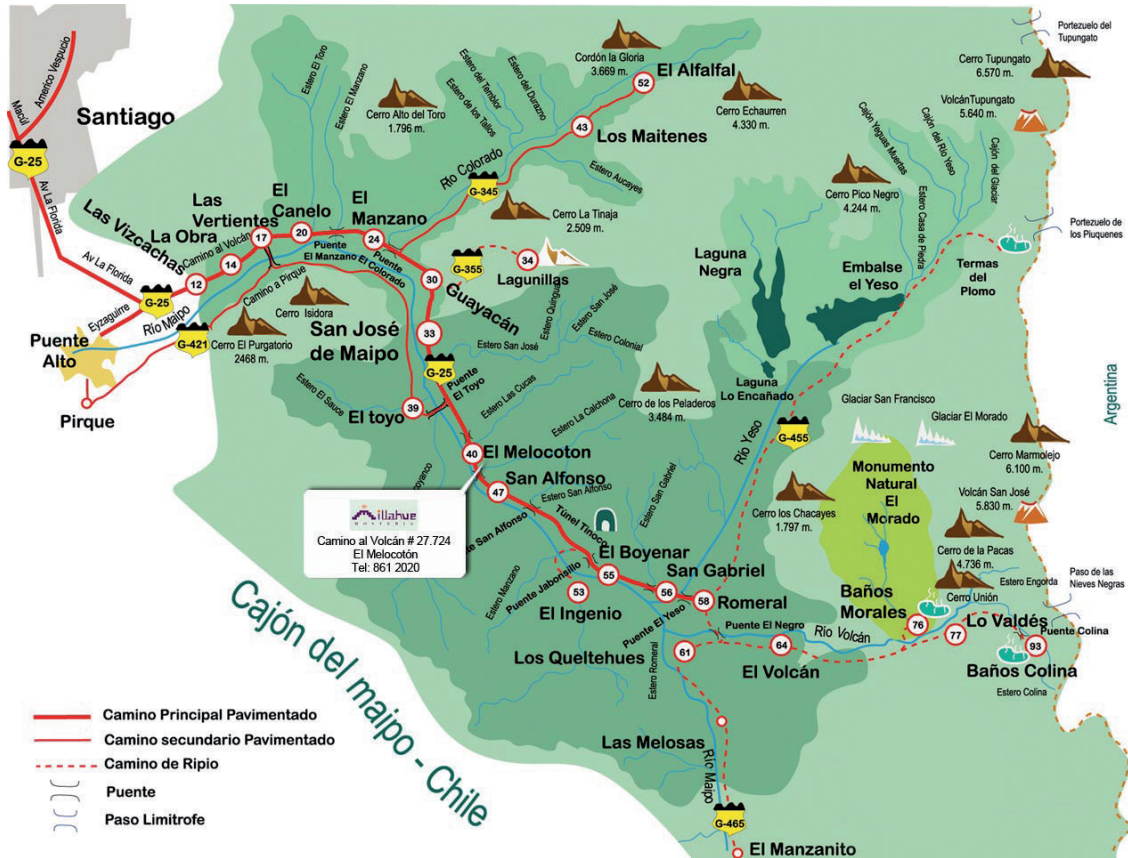 Portezuelo del
Tupungato
Cerro Tupungato
6.570 m.
VolcánTupungato
5.640 m.
Cordón la Gloria
3.669 m.
El Alfalfal
52
Cerro Echaurren
4.330 m.
Los Maitenes
43
Cerro Alto del Toro
1.796 m.
Estero El Toro
Estero El Manzano
Estero del Temblor
Estero de los Tallos
Estero del Durazno
Estero Aucayes
Río Colorado
G-345
Americo Vespucio
Macúl
Santiago
G-25
Av La Florida
Av La Florida
G-25
Eyzaguirre
Puente
Alto
Pirque
Río Maipo
G-421
Camino a Pirque
Camino al Volcán
Las Vizcachas
12
La Obra
14
Las
Vertientes
17
El
Canelo
20
El
Manzano
24
Puente
El Manzano
Puente
El Colorado
30
Guayacán
33
San José
de Maipo
G-25
Cerro Isidora
Cerro El Purgatorio
2468 m.
Cerro La Tinaja
2.509 m.
G-355
34
Lagunillas
Cajón Yeguas Muertas
Cajón del Río Yeso
Cajón del Glaciar
Estero Casa de Piedra
Cerro Pico Negro
4.244 m.
Portezuelo de
los Piuquenes
Termas
del
Plomo
Laguna
Negra
Embalse
el Yeso
Laguna
Lo Encañado
Estero San José
Estero San José
Estero Colonial
Estero El Sauce
39
El toyo
Puente
El Toyo
Estero Las Cucas
Estero La Calchona
Cerro de los Peladeros
3.484 m.
Río Yeso
G-455
Glaciar San Francisco
Glaciar El Morado
Cerro Marmolejo
6.100 m.
Argentina
Monumento
Natural
El
Morado
Volcán San José
5.830 m.
Cerro los Chacayes
1.797 m.
Cerro de la Pacas
4.736 m.
Estero Engorda
Cerro Unión
Paso de las
Nieves Negras
40
El Melocoton
47
San Alfonso
Estero San Alfonso
Estero San Gabriel
Túnel Tinoco
Millahue
HOSTERIA
Camino al Volcán # 27.724
El Melocotón
Tel: 861 2020
San Alfonso
Estero Manzano
Puente Jabonsillo
53
El Ingenio
El Boyenar
55
San Gabriel
56
58
Romeral
Puente El Yeso
Puente El Negro
Río Volcán
Baños
Morales
76
77
Lo Valdés
Puente Colina
93
Baños Colina
Estero Colina
Los Queltehues
Estero Romeral
61
64
El Volcán
Las Melosas
Río Maipo
G-465
El Manzanito
Cajón del maipo - Chile
Camino Principal Pavimentado
Camino secundario Pavimentado
Camino de Ripio
Puente
Paso Limitrofe